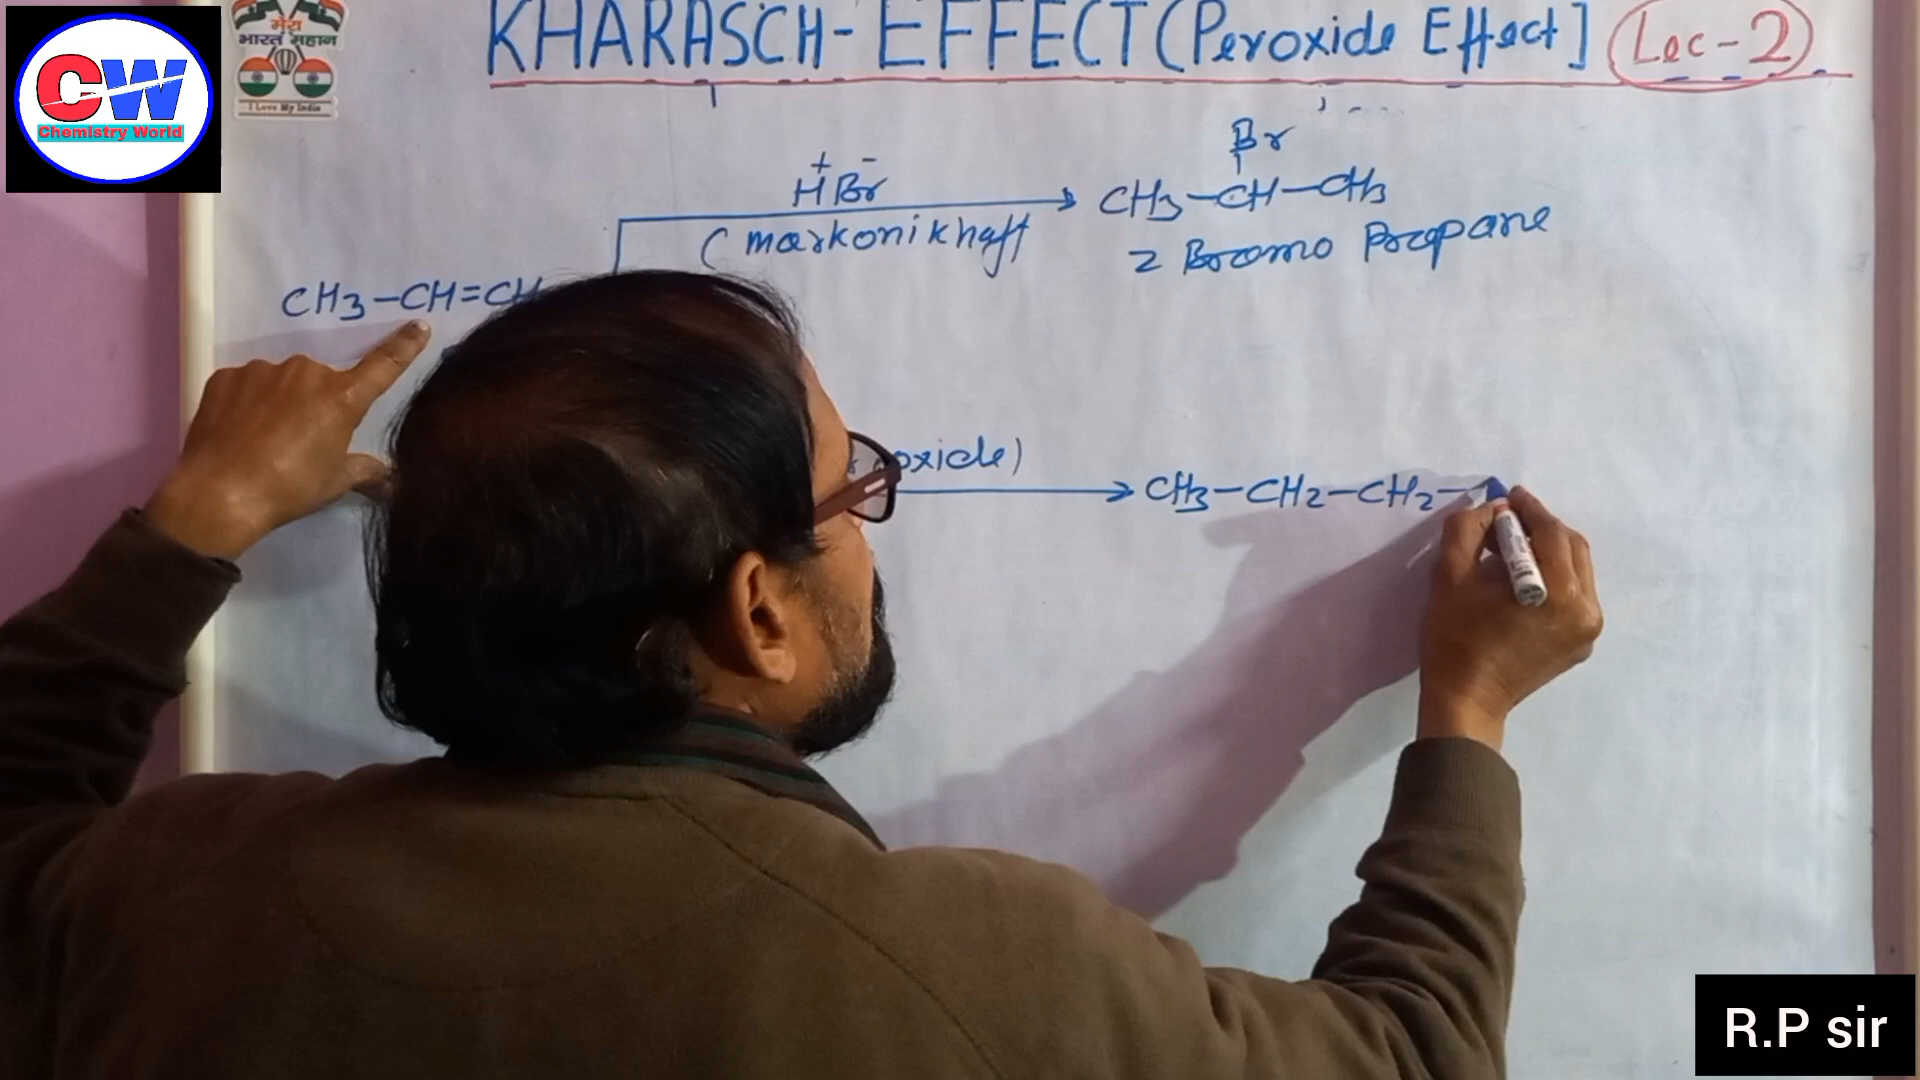 CW
Chemistry World
मेरा
भारत महान
I Love My India
KHARASCH-EFFECT (Peroxide Effect] Lec-2
Br
+ -
HBr
CH3-CH-CH3
(markonikhaff
2 Bromo Propane
CH3-CH=CH
oxide)
CH3-CH2-CH2-
R.P sir